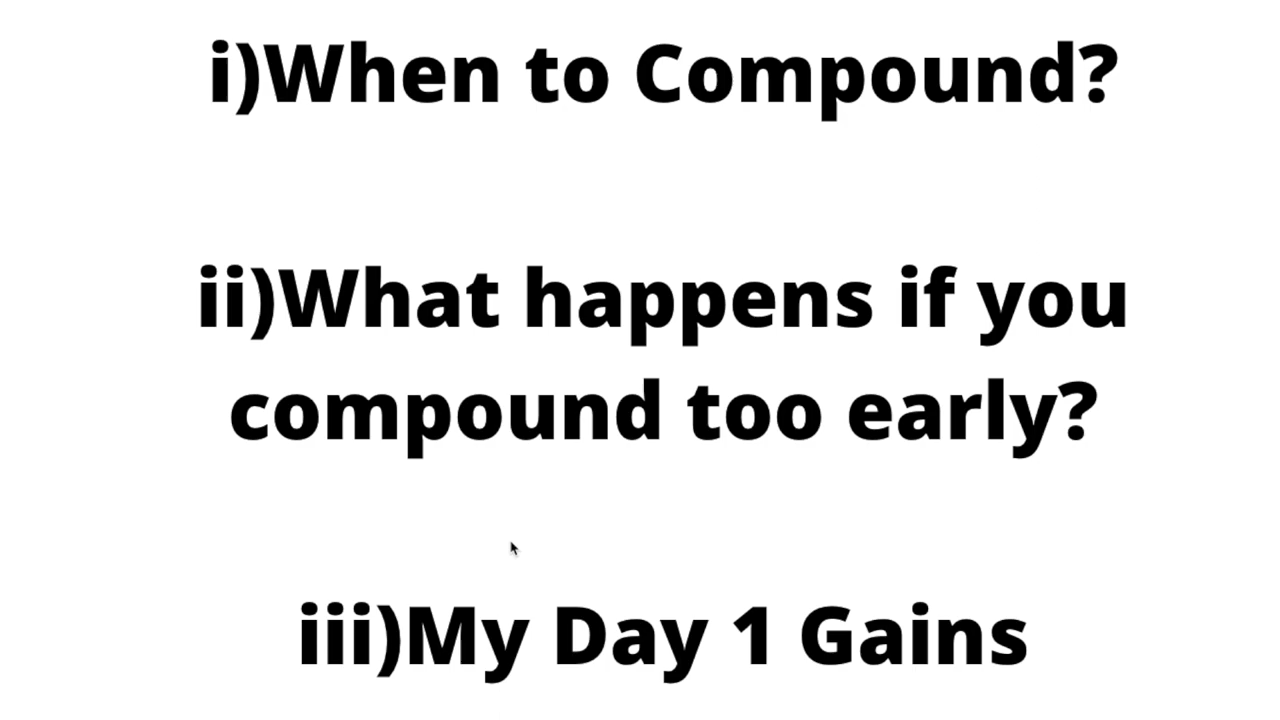 i)When to Compound?
ii)What happens if you
compound too early?
iii)My Day 1 Gains